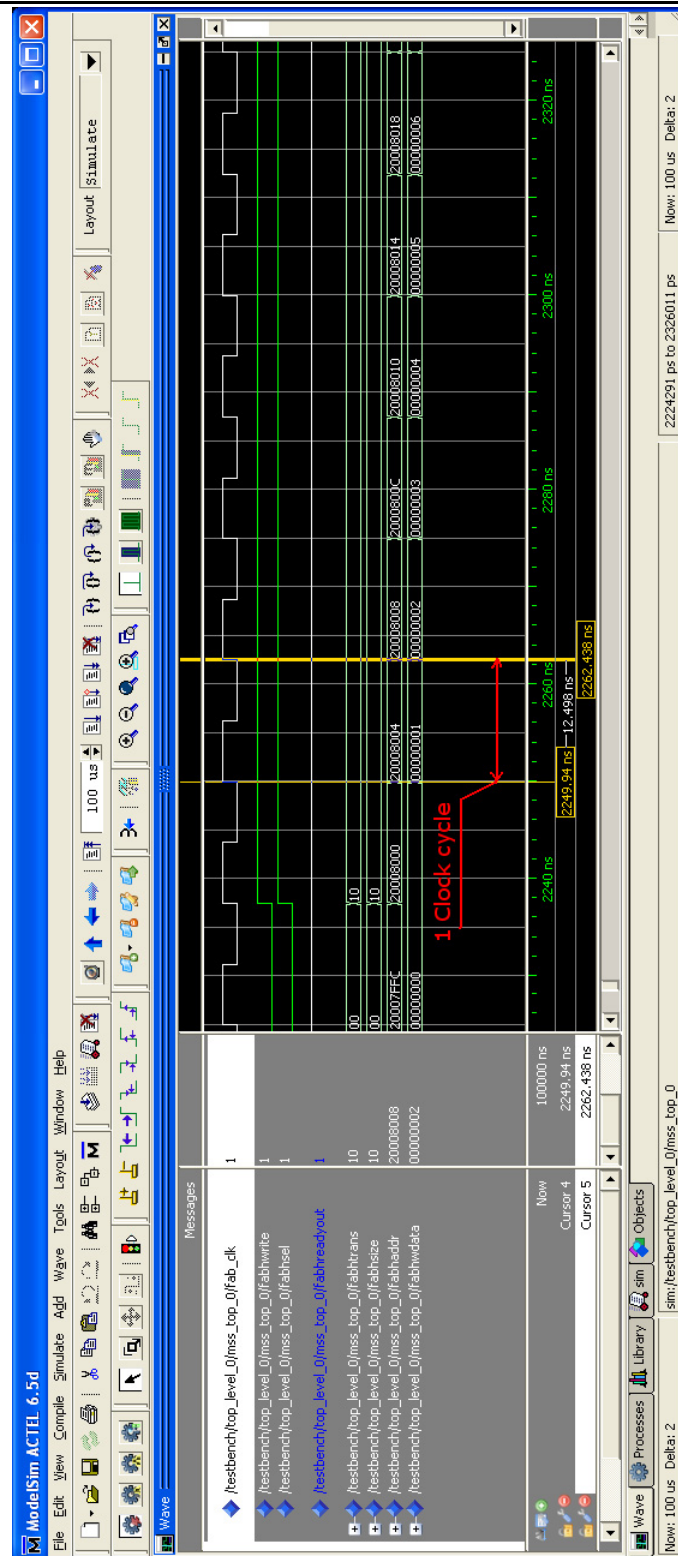 ModelSim ACTEL 6.5d
File Edit View Compile Simulate Add Wave Tools Layout Window Help
100 us
Layout Simulate
Wave
Messages
/testbench/top_level_0/mss_top_0/fab_clk 1
/testbench/top_level_0/mss_top_0/fabhwrite 1
/testbench/top_level_0/mss_top_0/fabhsel 1
/testbench/top_level_0/mss_top_0/fabhreadyout 1
/testbench/top_level_0/mss_top_0/fabhtrans 10 00 10
/testbench/top_level_0/mss_top_0/fabhsize 10 00 10
/testbench/top_level_0/mss_top_0/fabhaddr 20008008 20007FFC 20008000 20008004 20008008 2000800C 20008010 20008014 20008018
/testbench/top_level_0/mss_top_0/fabhwdata 00000002 00000000 00000001 00000002 00000003 00000004 00000005 00000006
1 Clock cycle
Now 100000 ns 2240 ns 2260 ns 2280 ns 2300 ns 2320 ns
Cursor 4 2249.94 ns 2249.94 ns 12.498 ns
Cursor 5 2262.438 ns 2262.438 ns
Wave Processes Library sim Objects
Now: 100 us Delta: 2 sim:/testbench/top_level_0/mss_top_0 2224291 ps to 2326011 ps Now: 100 us Delta: 2